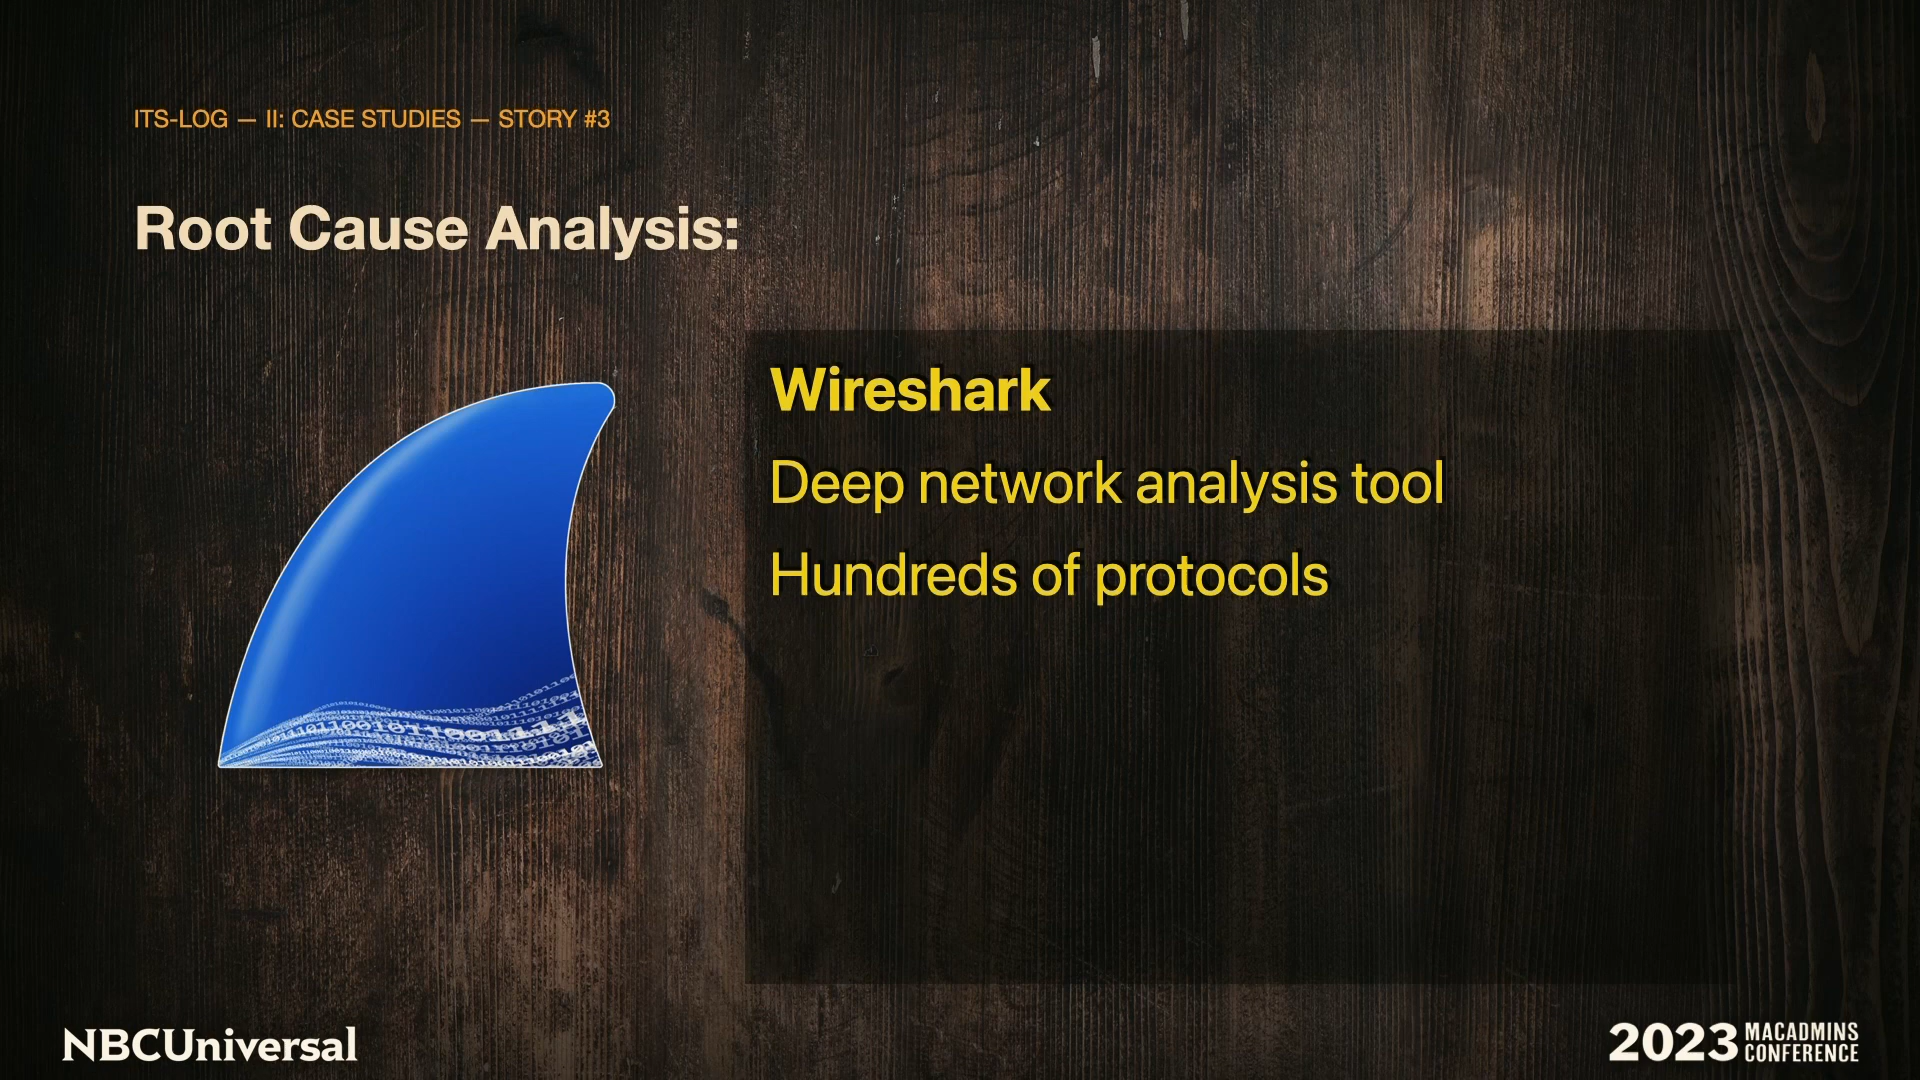 ITS-LOG — II: CASE STUDIES — STORY #3
Root Cause Analysis:
Wireshark
Deep network analysis tool
Hundreds of protocols
NBCUniversal
2023 MACADMINS
CONFERENCE